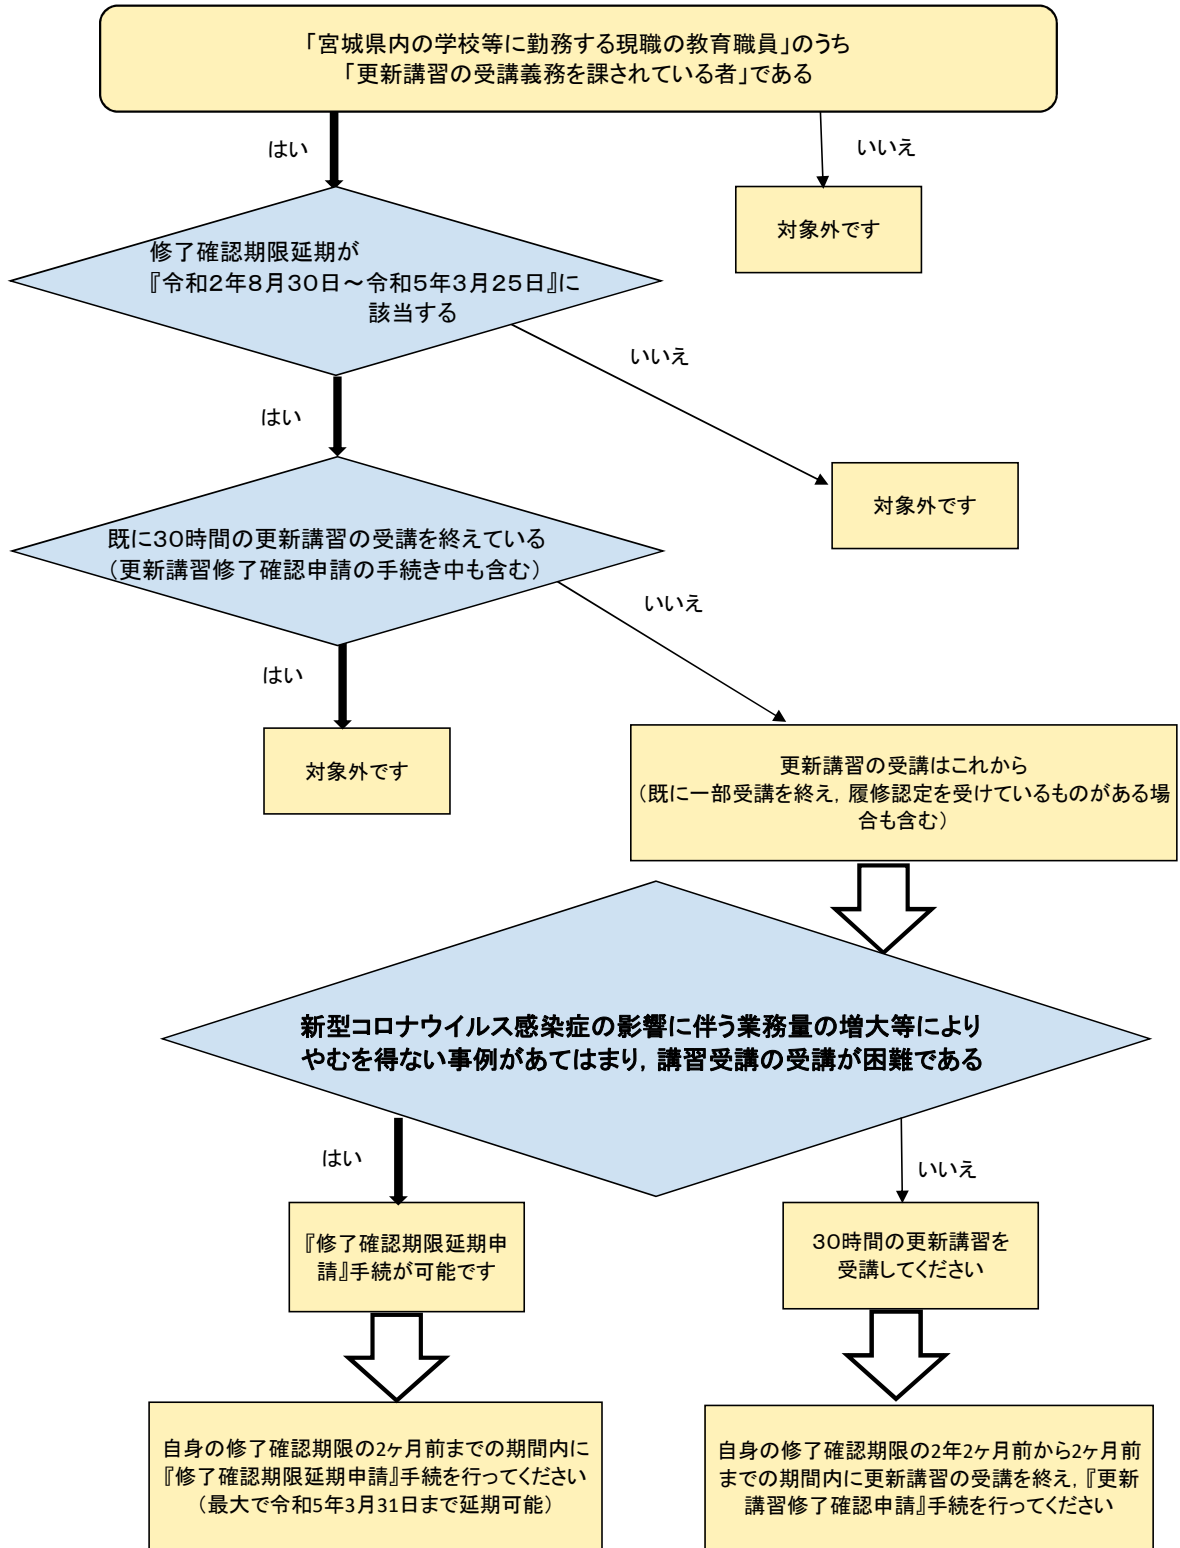 「宮城県内の学校等に勤務する現職の教育職員」のうち
「更新講習の受講義務を課されている者」である
はい
いいえ
対象外です
修了確認期限延期が
『令和2年8月30日～令和5年3月25日』に
該当する
いいえ
はい
対象外です
既に30時間の更新講習の受講を終えている
（更新講習修了確認申請の手続き中も含む）
いいえ
はい
対象外です
更新講習の受講はこれから
（既に一部受講を終え，履修認定を受けているものがある場
合も含む）
新型コロナウイルス感染症の影響に伴う業務量の増大等により
やむを得ない事例があてはまり，講習受講の受講が困難である
はい
いいえ
『修了確認期限延期申
請』手続が可能です
30時間の更新講習を
受講してください
自身の修了確認期限の2ヶ月前までの期間内に
『修了確認期限延期申請』手続を行ってください
（最大で令和5年3月31日まで延期可能）
自身の修了確認期限の2年2ヶ月前から2ヶ月前
までの期間内に更新講習の受講を終え，『更新
講習修了確認申請』手続を行ってください